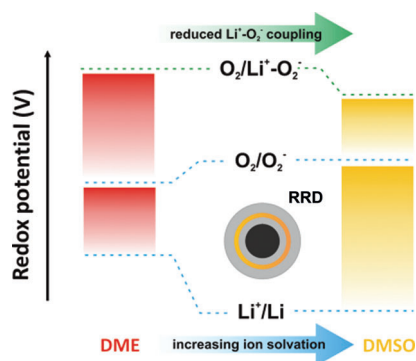 reduced Li⁺-O₂⁻ coupling
O₂/Li⁺-O₂⁻
O₂/O₂⁻
RRD
Li⁺/Li
Redox potential (V)
DME
increasing ion solvation
DMSO